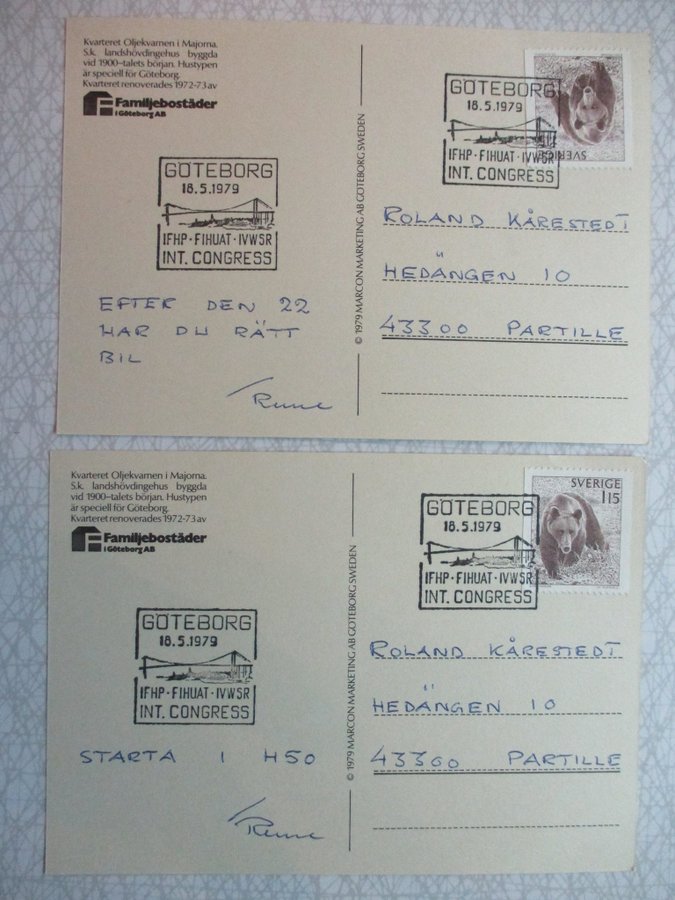 Kvarteret Oljekvarnen i Majorna.
S.k. landshövdingehus byggda
vid 1900-talets början. Hustypen
är speciell för Göteborg.
Kvarteret renoverades 1972-73 av
Familjebostäder
i Göteborg AB
GÖTEBORG
18.5.1979
IFHP·FIHUAT·IVWSR
INT. CONGRESS
EFTER DEN 22
HAR DU RÄTT
BIL
Rune
© 1979 MARCON MARKETING AB GÖTEBORG SWEDEN
SVERIGE
GÖTEBORG
18.5.1979
IFHP·FIHUAT·IVWSR
INT. CONGRESS
ROLAND KÅRESTEDT
HEDÄNGEN 10
43300 PARTILLE
Kvarteret Oljekvarnen i Majorna.
S.k. landshövdingehus byggda
vid 1900-talets början. Hustypen
är speciell för Göteborg.
Kvarteret renoverades 1972-73 av
Familjebostäder
i Göteborg AB
GÖTEBORG
18.5.1979
IFHP·FIHUAT·IVWSR
INT. CONGRESS
STARTA I H50
Rune
© 1979 MARCON MARKETING AB GÖTEBORG SWEDEN
SVERIGE
115
GÖTEBORG
18.5.1979
IFHP·FIHUAT·IVWSR
INT. CONGRESS
ROLAND KÅRESTEDT
HEDÄNGEN 10
43300 PARTILLE